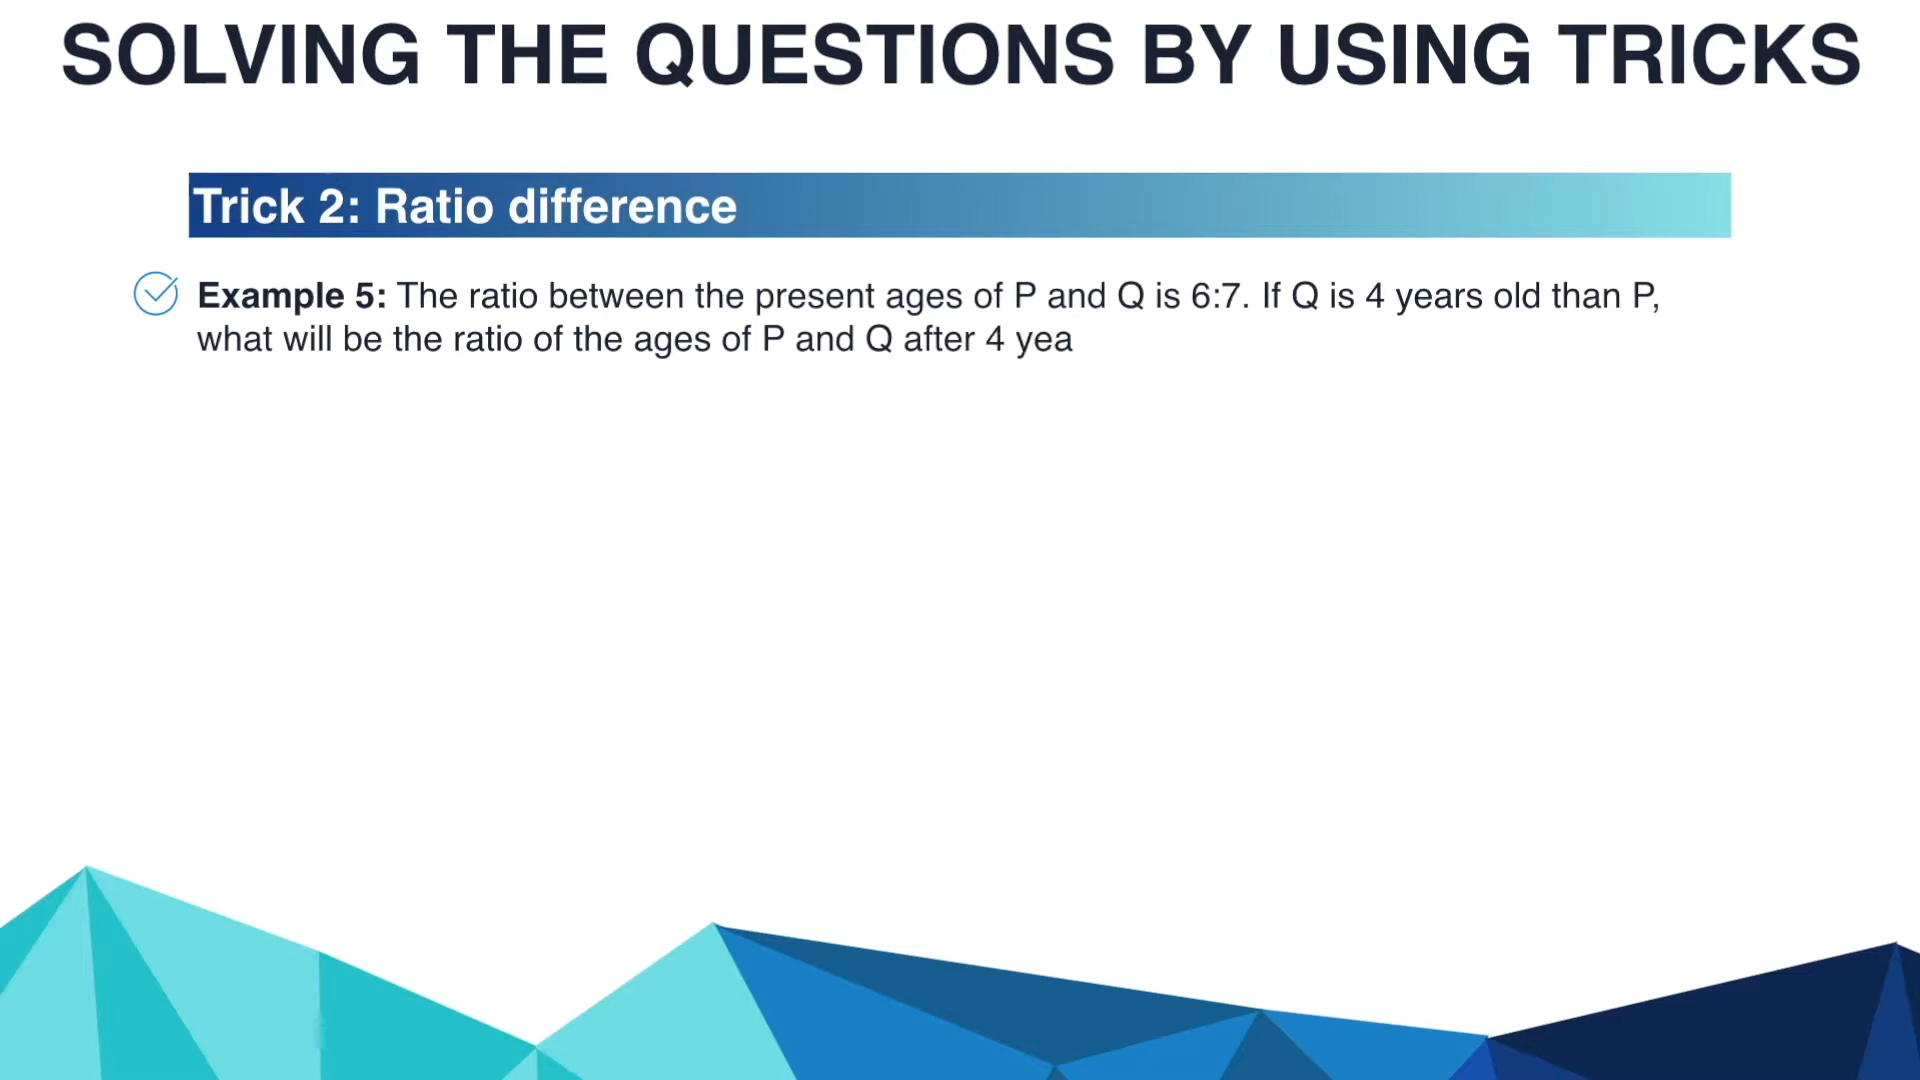 SOLVING THE QUESTIONS BY USING TRICKS
Trick 2: Ratio difference
Example 5: The ratio between the present ages of P and Q is 6:7. If Q is 4 years old than P,
what will be the ratio of the ages of P and Q after 4 yea